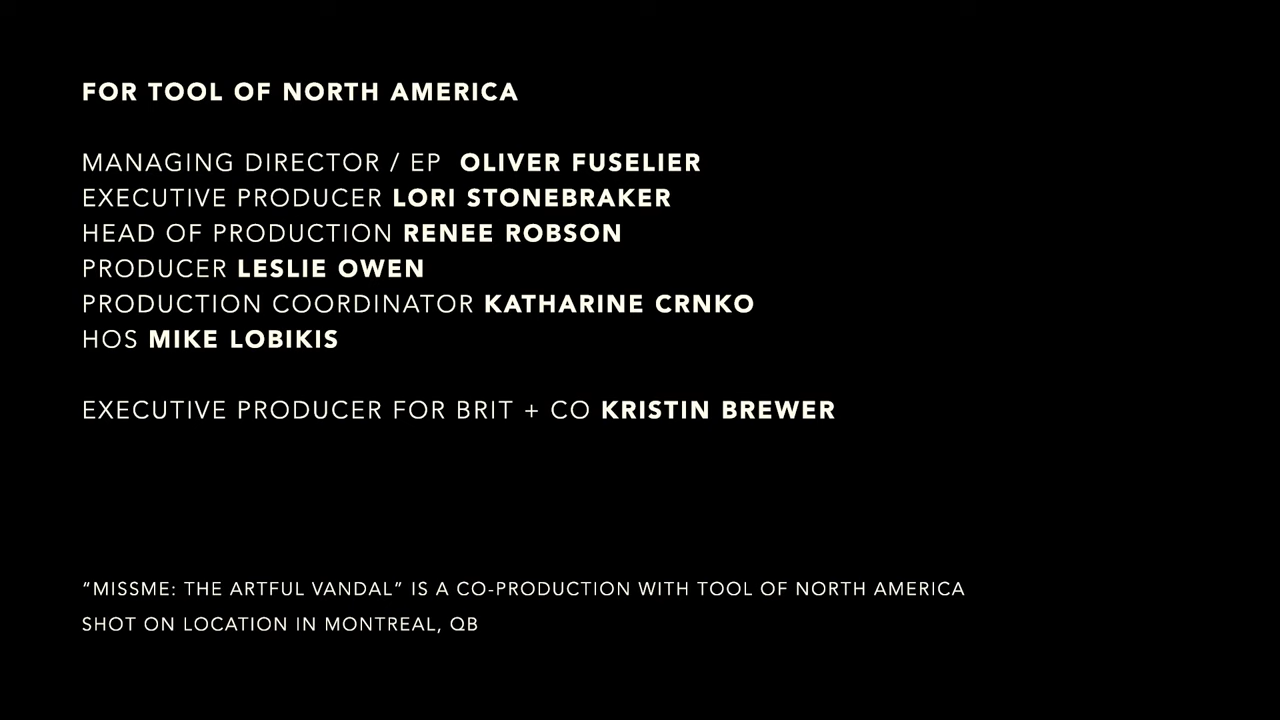 FOR TOOL OF NORTH AMERICA
MANAGING DIRECTOR / EP OLIVER FUSELIER
EXECUTIVE PRODUCER LORI STONEBRAKER
HEAD OF PRODUCTION RENEE ROBSON
PRODUCER LESLIE OWEN
PRODUCTION COORDINATOR KATHARINE CRNKO
HOS MIKE LOBIKIS
EXECUTIVE PRODUCER FOR BRIT + CO KRISTIN BREWER
“MISSME: THE ARTFUL VANDAL” IS A CO-PRODUCTION WITH TOOL OF NORTH AMERICA
SHOT ON LOCATION IN MONTREAL, QB